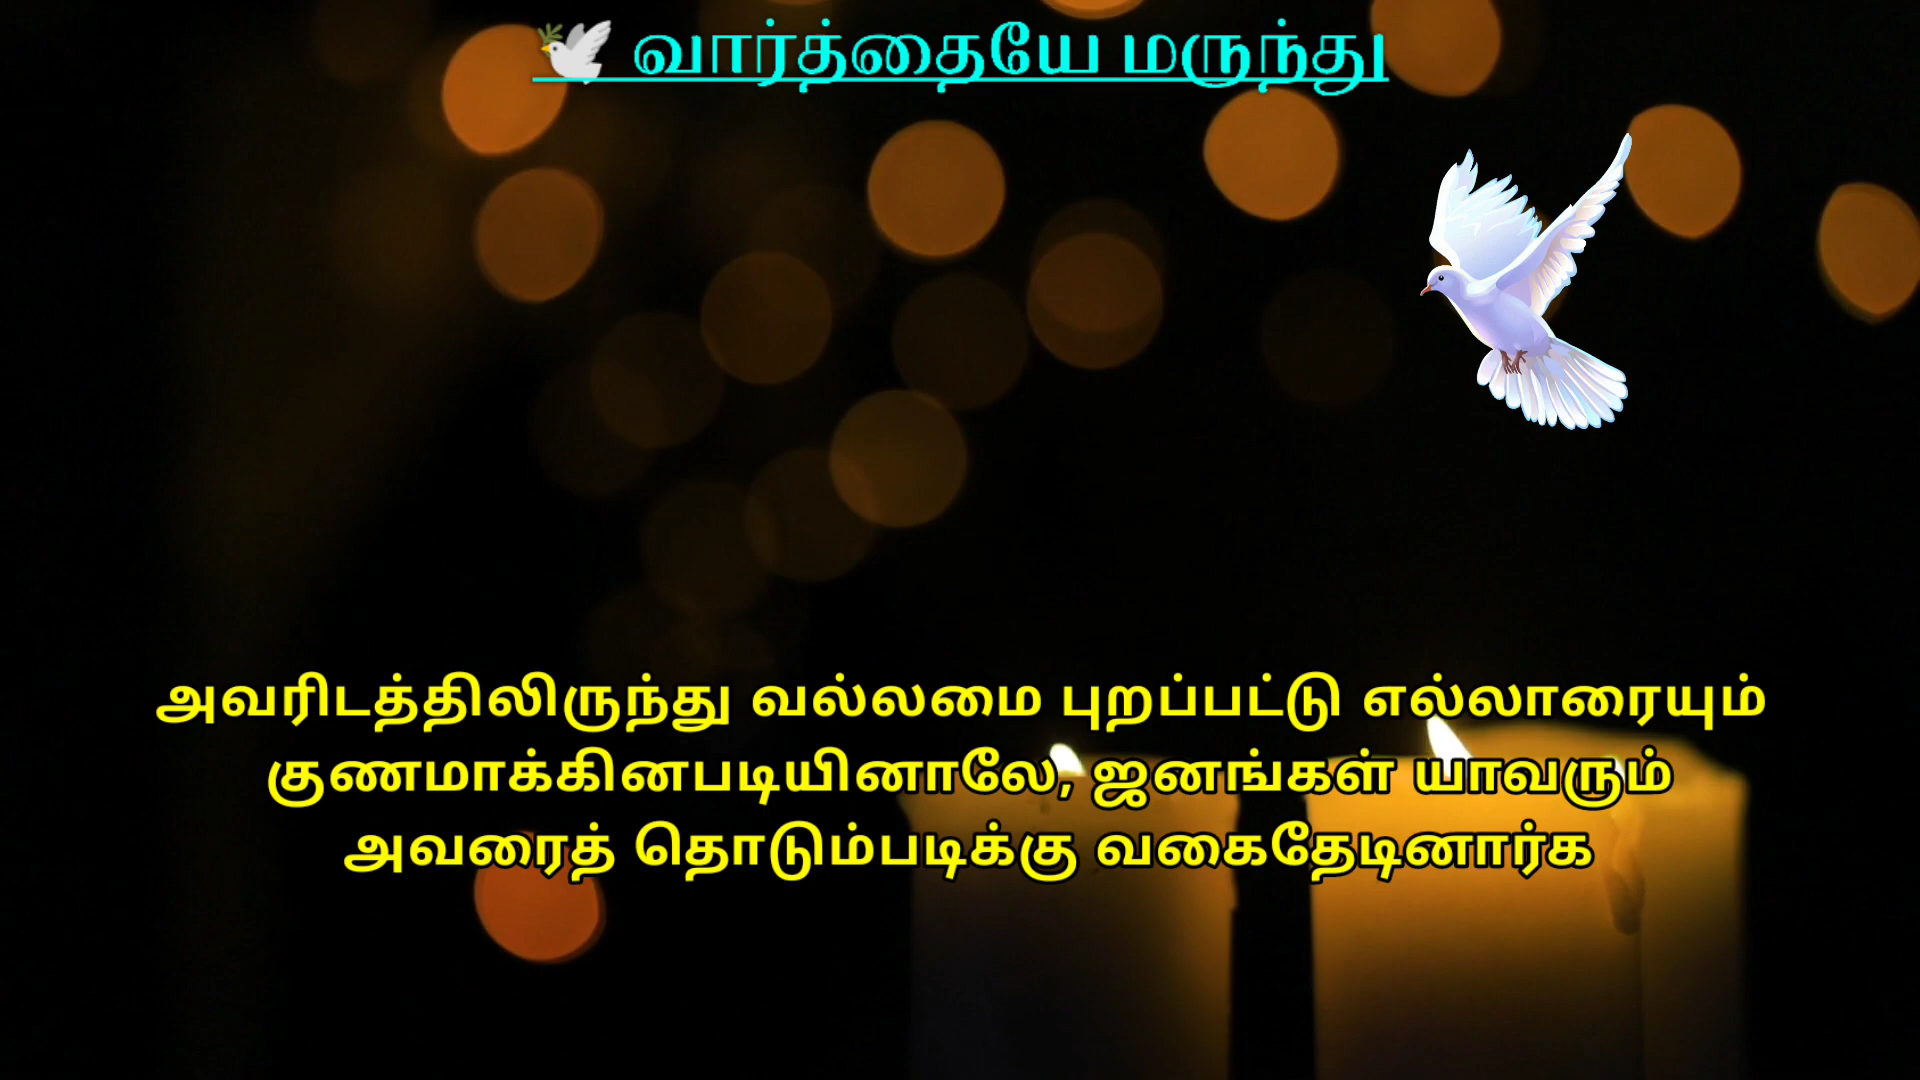 🕊️ வார்த்தையே மருந்து
அவரிடத்திலிருந்து வல்லமை புறப்பட்டு எல்லாரையும்
குணமாக்கினபடியினாலே, ஜனங்கள் யாவரும்
அவரைத் தொடும்படிக்கு வகைதேடினார்க